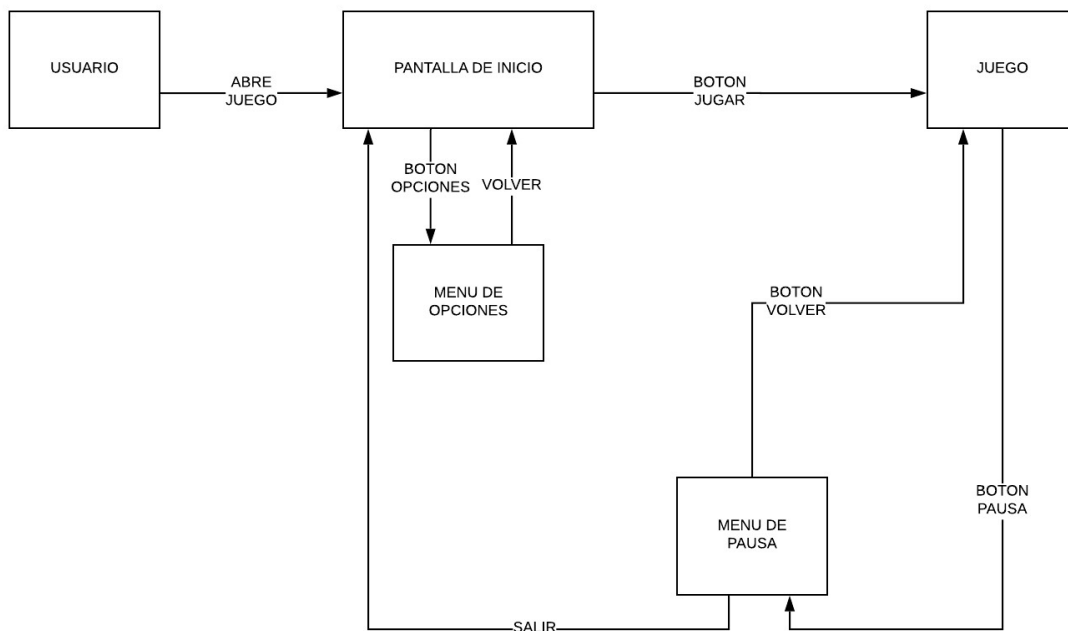 USUARIO
ABRE
JUEGO
PANTALLA DE INICIO
BOTON
JUGAR
JUEGO
BOTON
OPCIONES
VOLVER
MENU DE
OPCIONES
BOTON
VOLVER
MENU DE
PAUSA
BOTON
PAUSA
SALIR